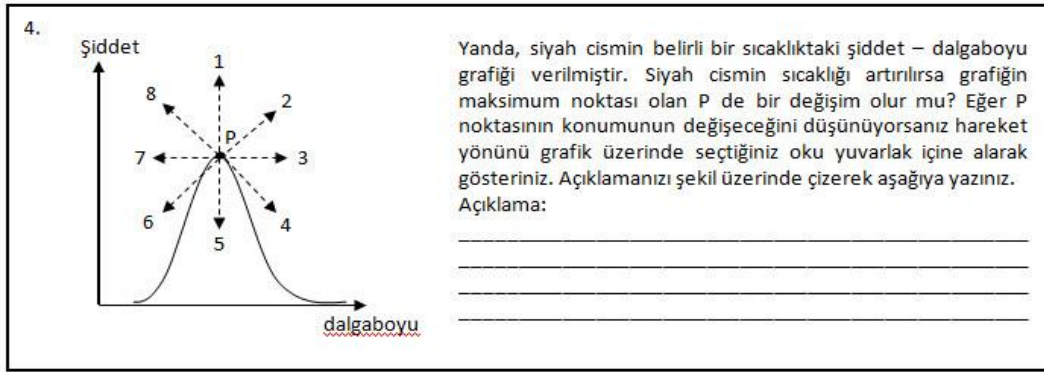 4.
Şiddet
1
8
2
P
7
3
6
4
5
dalgaboyu
Yanda, siyah cismin belirli bir sıcaklıktaki şiddet – dalgaboyu
grafiği verilmiştir. Siyah cismin sıcaklığı artırılırsa grafiğin
maksimum noktası olan P de bir değişim olur mu? Eğer P
noktasının konumunun değişeceğini düşünüyorsanız hareket
yönünü grafik üzerinde seçtiğiniz oku yuvarlak içine alarak
gösteriniz. Açıklamanızı şekil üzerinde çizerek aşağıya yazınız.
Açıklama: